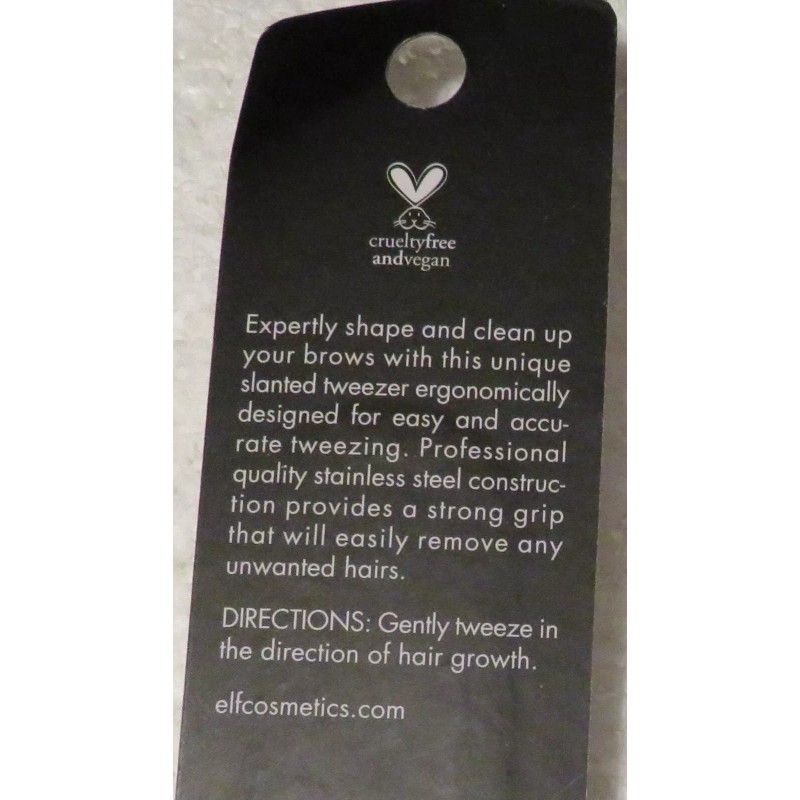 crueltyfree
andvegan
Expertly shape and clean up
your brows with this unique
slanted tweezer ergonomically
designed for easy and accu-
rate tweezing. Professional
quality stainless steel construc-
tion provides a strong grip
that will easily remove any
unwanted hairs.
DIRECTIONS: Gently tweeze in
the direction of hair growth.
elfcosmetics.com